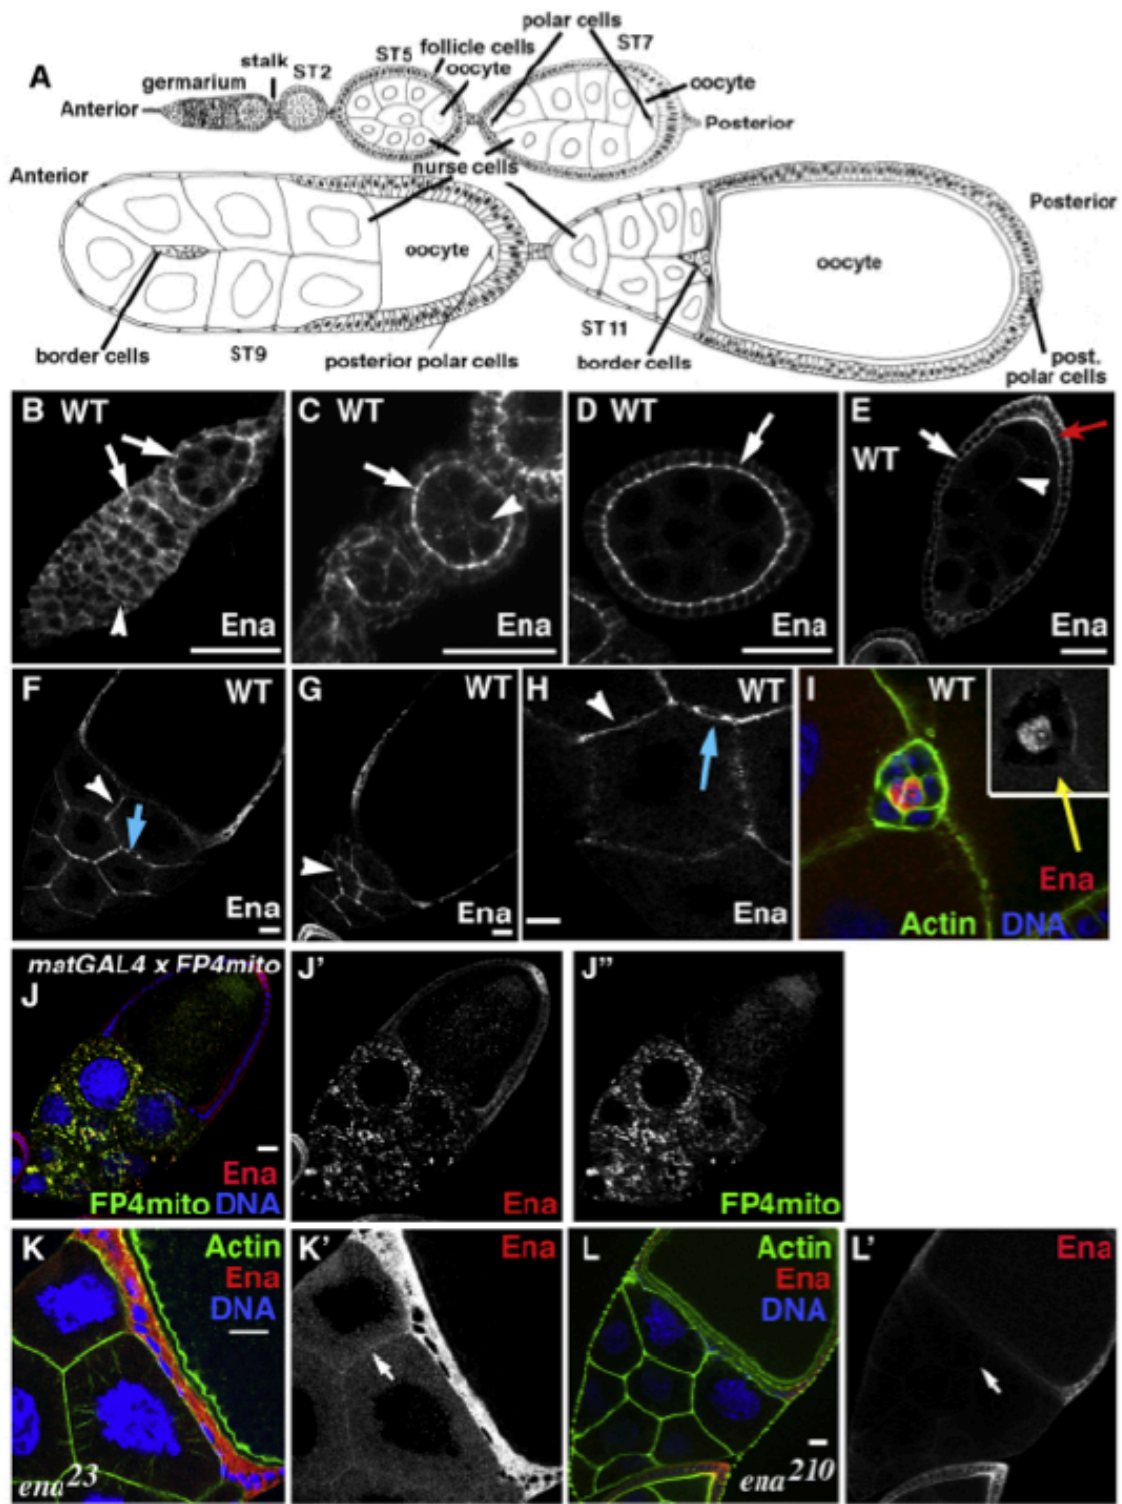 A
polar cells
follicle cells
ST7
ST5
oocyte
stalk
ST2
germarium
oocyte
Anterior
Posterior
nurse cells
Anterior
Posterior
oocyte
oocyte
ST11
border cells
ST9
posterior polar cells
border cells
post.
polar cells
B WT
Ena
C WT
Ena
D WT
Ena
E
WT
Ena
F WT
Ena
G WT
Ena
H WT
Ena
I WT
Ena
Actin DNA
matGAL4 x FP4mito
J
Ena
FP4mito DNA
J'
Ena
J''
FP4mito
K Actin
Ena
DNA
ena23
K' Ena
L Actin
Ena
DNA
ena210
L' Ena